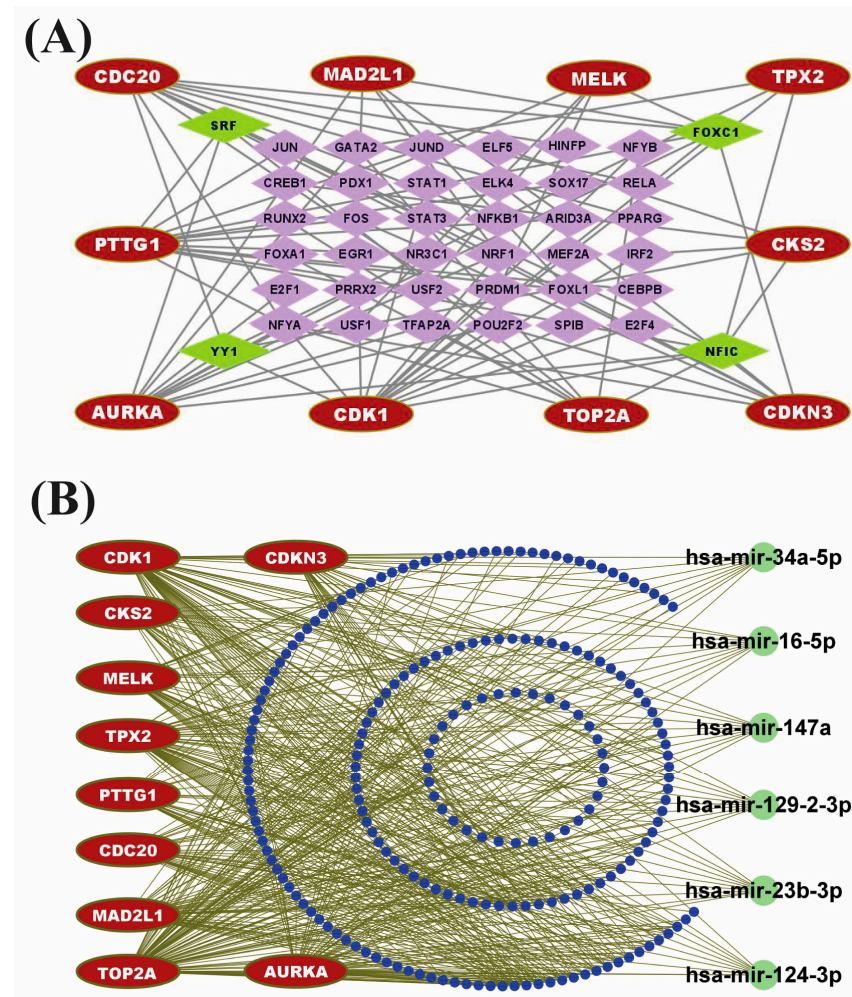 (A)
CDC20 MAD2L1 MELK TPX2
SRF FOXC1
JUN GATA2 JUND ELF5 HINFP NFYB
CREB1 PDX1 STAT1 ELK4 SOX17 RELA
RUNX2 FOS STAT3 NFKB1 ARID3A PPARG
PTTG1 CKS2
FOXA1 EGR1 NR3C1 NRF1 MEF2A IRF2
E2F1 PRRX2 USF2 PRDM1 FOXL1 CEBPB
NFYA USF1 TFAP2A POU2F2 SPIB E2F4
YY1 NFIC
AURKA CDK1 TOP2A CDKN3
(B)
CDK1 CDKN3 hsa-mir-34a-5p
CKS2 hsa-mir-16-5p
MELK
TPX2 hsa-mir-147a
PTTG1 hsa-mir-129-2-3p
CDC20
MAD2L1 hsa-mir-23b-3p
TOP2A AURKA hsa-mir-124-3p